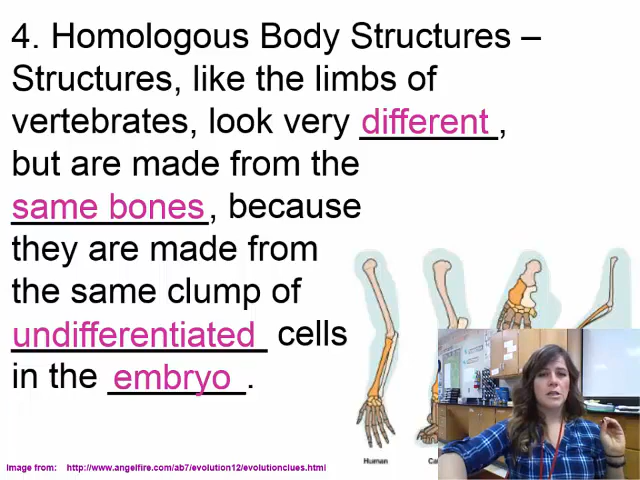 4. Homologous Body Structures –
Structures, like the limbs of
vertebrates, look very different,
but are made from the
same bones, because
they are made from
the same clump of
undifferentiated cells
in the embryo.
Human
Image from: http://www.angelfire.com/ab7/evolution12/evolutionclues.html